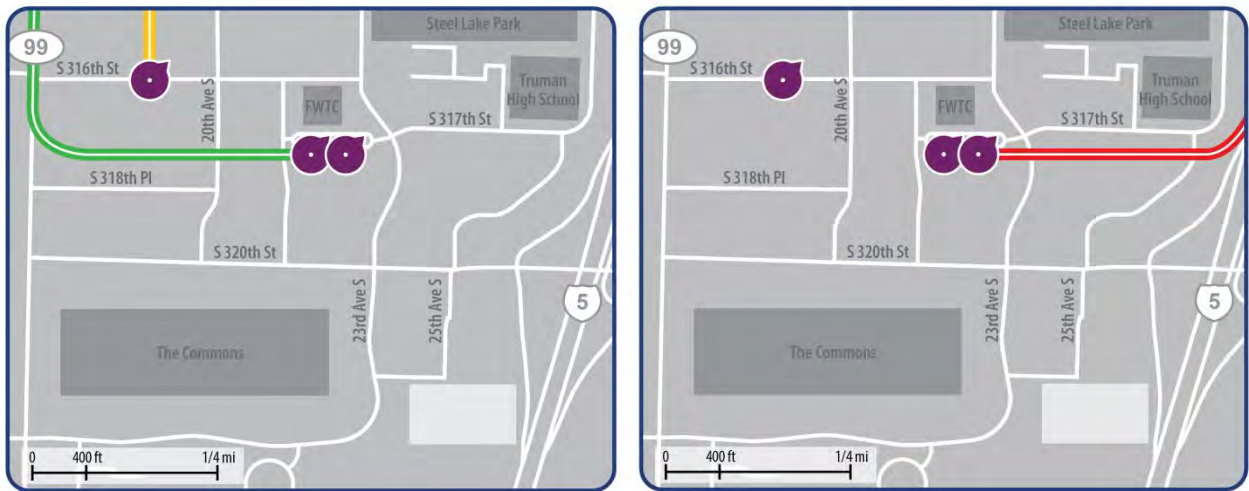 Steel Lake Park
99
S 316th St
Truman
High School
20th Ave S
FWTC
S 317th St
S 318th Pl
S 320th St
5
23rd Ave S
25th Ave S
The Commons
0 400 ft 1/4 mi
Steel Lake Park
99
S 316th St
Truman
High School
20th Ave S
FWTC
S 317th St
S 318th Pl
S 320th St
5
23rd Ave S
25th Ave S
The Commons
0 400 ft 1/4 mi